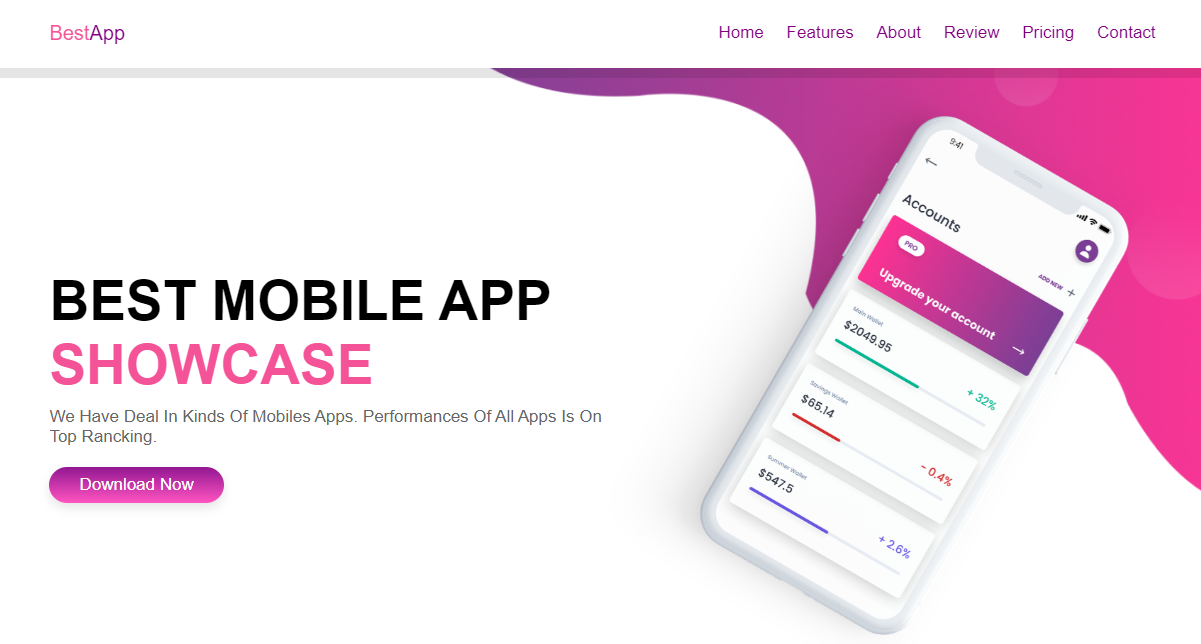 BestApp
Home Features About Review Pricing Contact
BEST MOBILE APP
SHOWCASE
We Have Deal In Kinds Of Mobiles Apps. Performances Of All Apps Is On
Top Rancking.
Download Now
9:41
Accounts
PRO
ADD NEW +
Upgrade your account
Main Wallet
$2049.95
+ 32%
Savings Wallet
$65.14
- 0.4%
Summer Wallet
$547.5
+ 2.6%